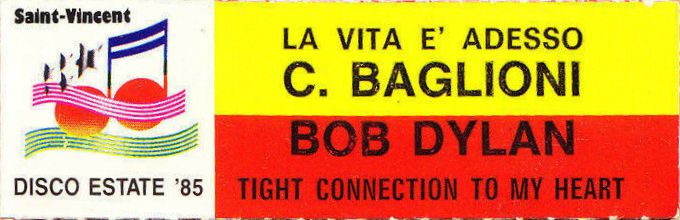 Saint-Vincent
DISCO ESTATE '85
LA VITA E' ADESSO
C. BAGLIONI
BOB DYLAN
TIGHT CONNECTION TO MY HEART